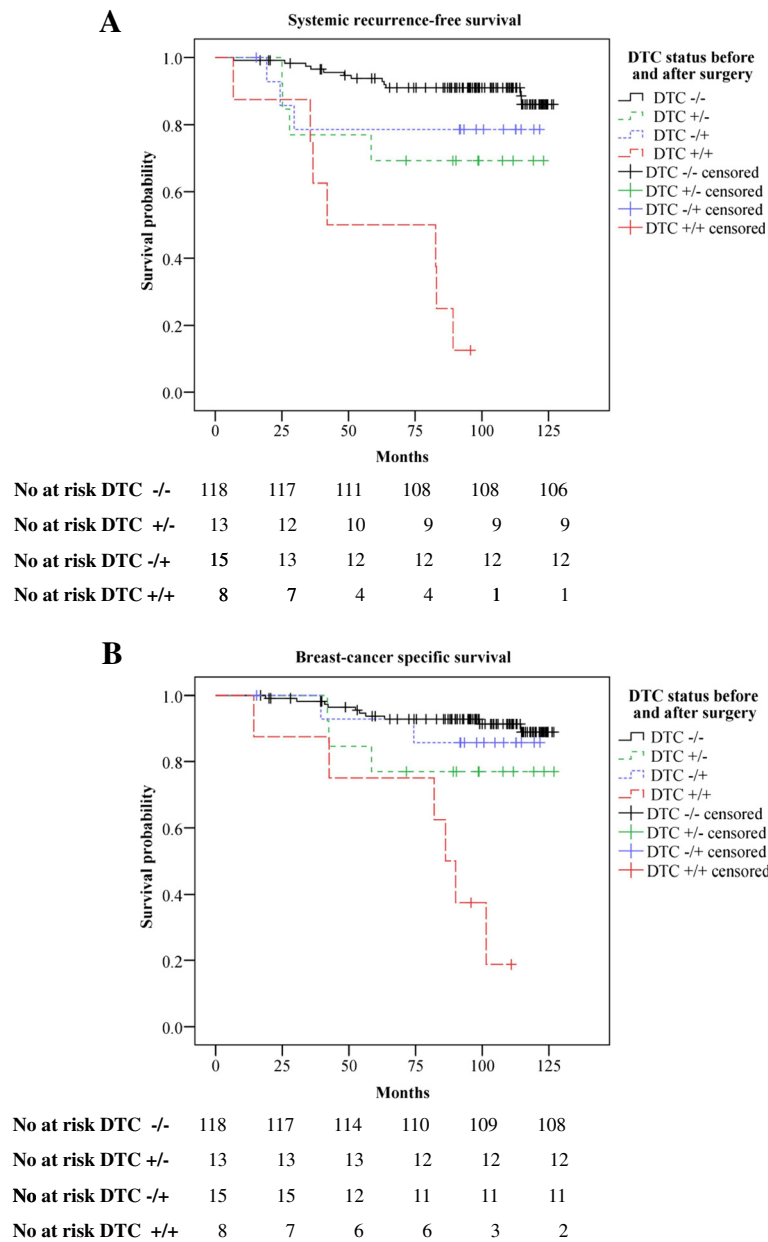 A
Systemic recurrence-free survival
DTC status before
and after surgery
DTC -/-
DTC +/-
DTC -/+
DTC +/+
DTC -/- censored
DTC +/- censored
DTC -/+ censored
DTC +/+ censored
Survival probability
1.0
0.8
0.6
0.4
0.2
0.0
0 25 50 75 100 125
Months
No at risk DTC -/- 118 117 111 108 108 106
No at risk DTC +/- 13 12 10 9 9 9
No at risk DTC -/+ 15 13 12 12 12 12
No at risk DTC +/+ 8 7 4 4 1 1
B
Breast-cancer specific survival
DTC status before
and after surgery
DTC -/-
DTC +/-
DTC -/+
DTC +/+
DTC -/- censored
DTC +/- censored
DTC -/+ censored
DTC +/+ censored
Survival probability
1.0
0.8
0.6
0.4
0.2
0.0
0 25 50 75 100 125
Months
No at risk DTC -/- 118 117 114 110 109 108
No at risk DTC +/- 13 13 13 12 12 12
No at risk DTC -/+ 15 15 12 11 11 11
No at risk DTC +/+ 8 7 6 6 3 2